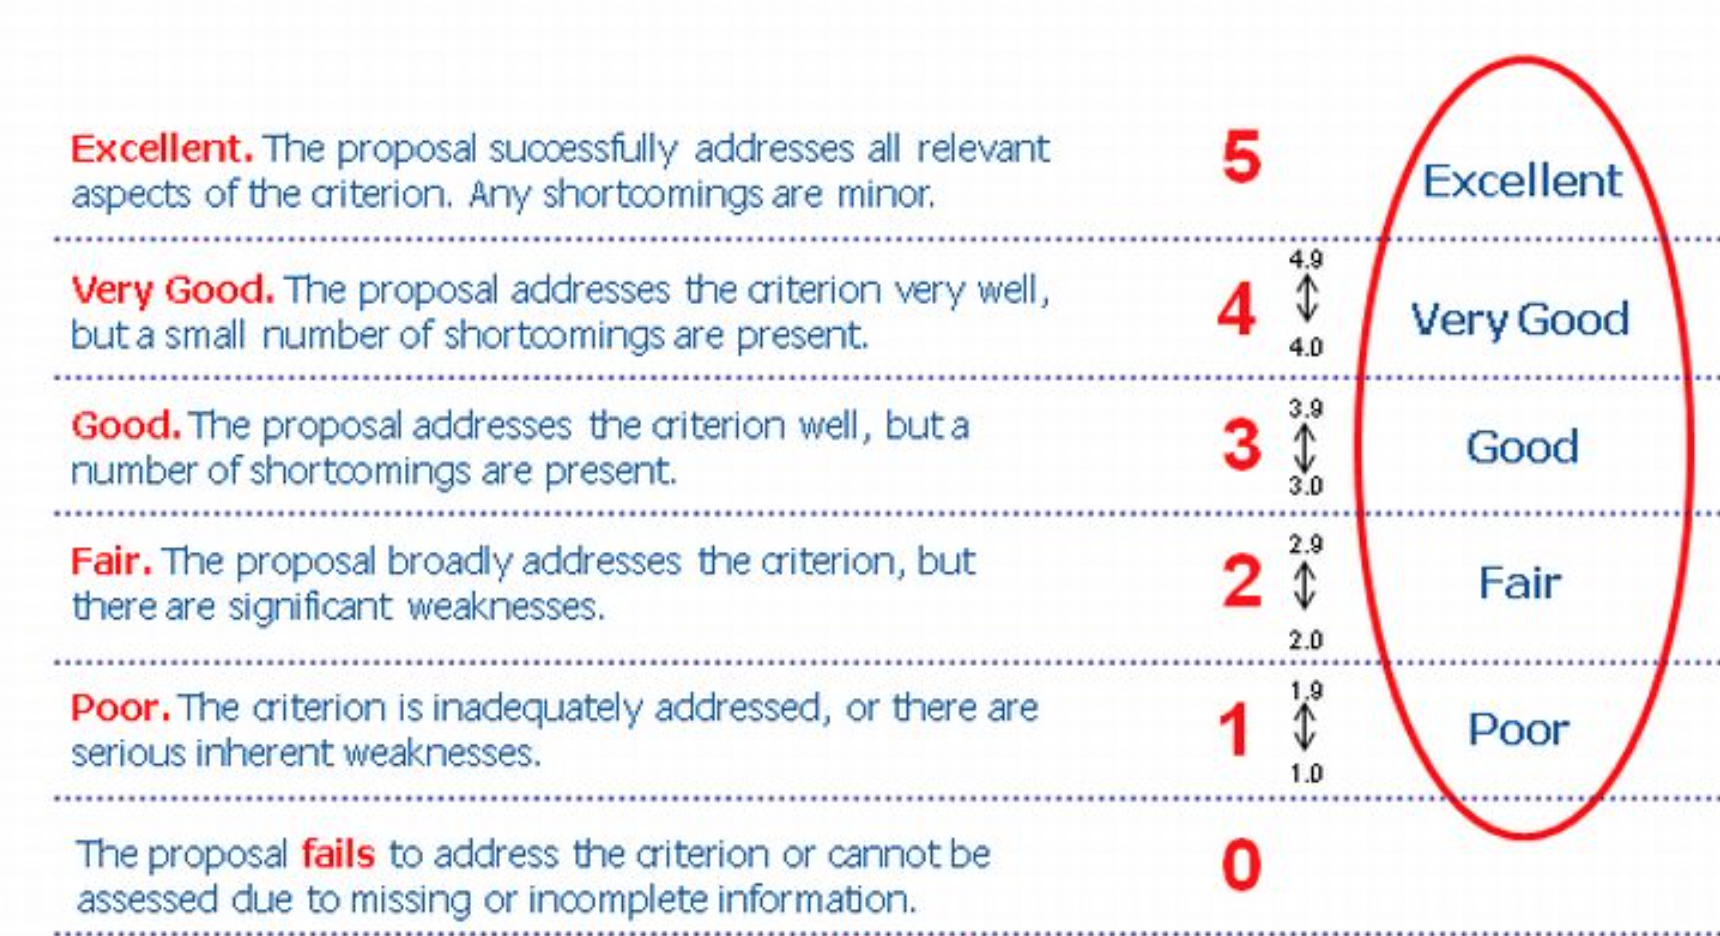 Excellent. The proposal successfully addresses all relevant
aspects of the criterion. Any shortcomings are minor.
5
Excellent
Very Good. The proposal addresses the criterion very well,
but a small number of shortcomings are present.
4
4.9
4.0
Very Good
Good. The proposal addresses the criterion well, but a
number of shortcomings are present.
3
3.9
3.0
Good
Fair. The proposal broadly addresses the criterion, but
there are significant weaknesses.
2
2.9
2.0
Fair
Poor. The criterion is inadequately addressed, or there are
serious inherent weaknesses.
1
1.9
1.0
Poor
The proposal fails to address the criterion or cannot be
assessed due to missing or incomplete information.
0